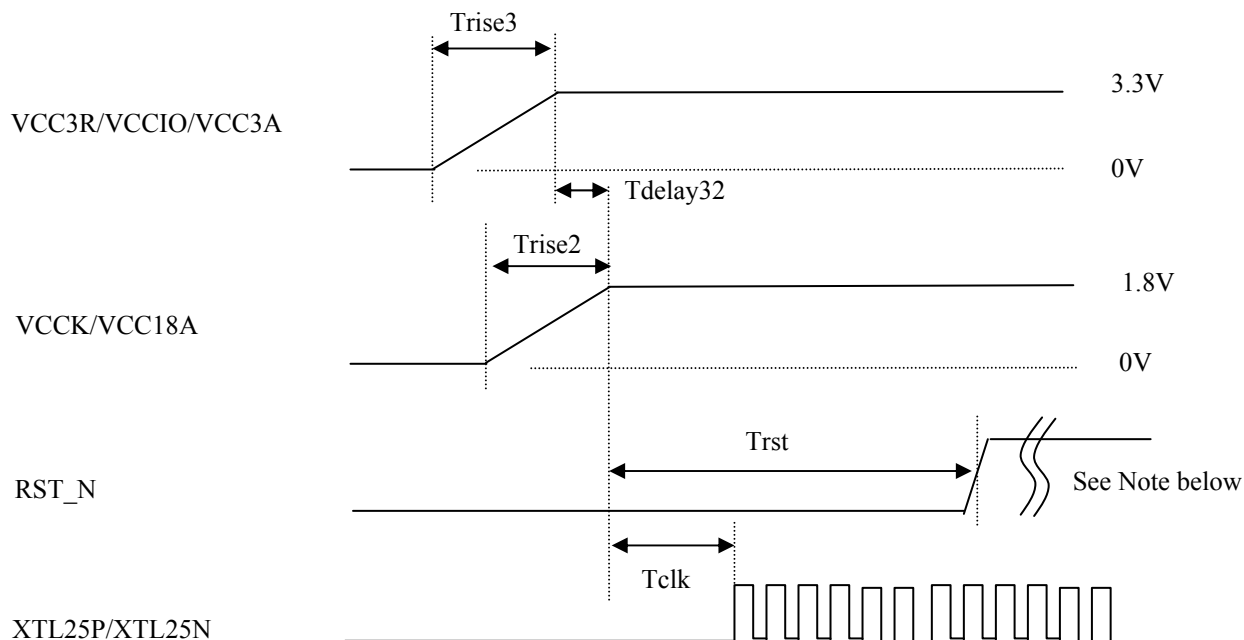 Trise3
3.3V
VCC3R/VCCIO/VCC3A
0V
Tdelay32
Trise2
1.8V
VCCK/VCC18A
0V
Trst
RST_N
See Note below
Tclk
XTL25P/XTL25N